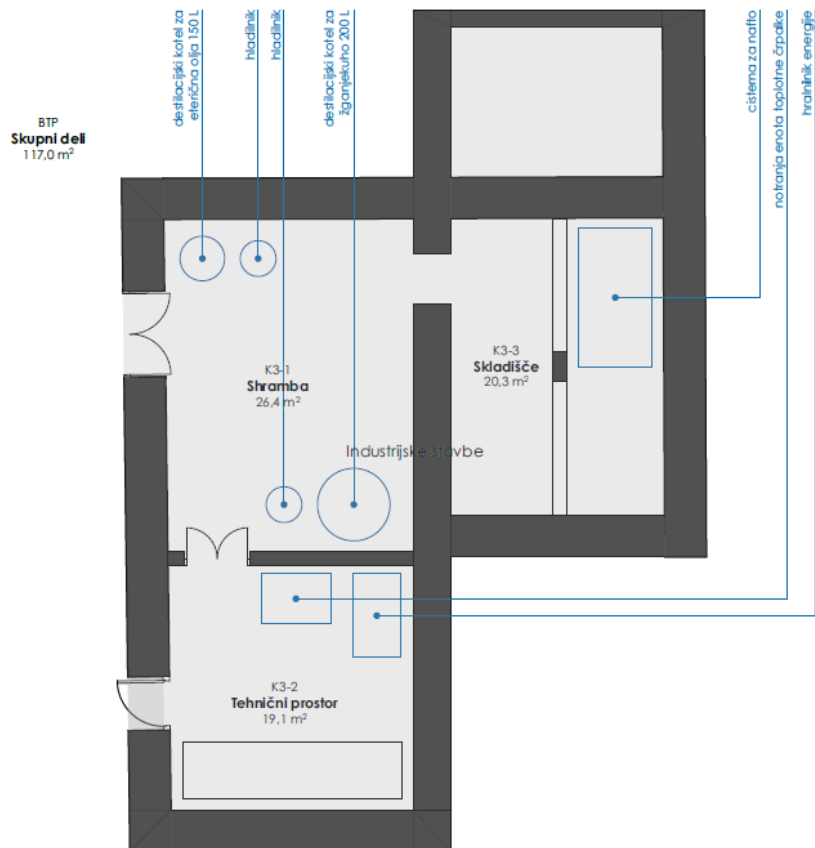 destilacijski kotel za
eterična olja 150 L
hladilnik
hladilnik
destilacijski kotel za
žganjekuho 200 L
cisterna za nafto
notranja enota toplotne črpalke
hralnilnik energije
BTP
Skupni deli
117,0 m²
K3-1
Shramba
26,4 m²
K3-3
Skladišče
20,3 m²
Industrijske stavbe
K3-2
Tehnični prostor
19,1 m²